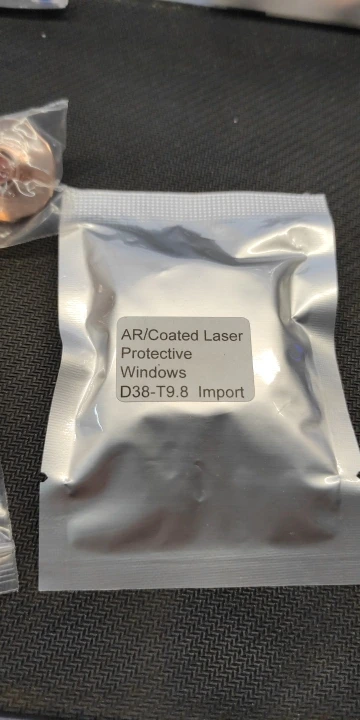 AR/Coated Laser
Protective
Windows
D38-T9.8 Import